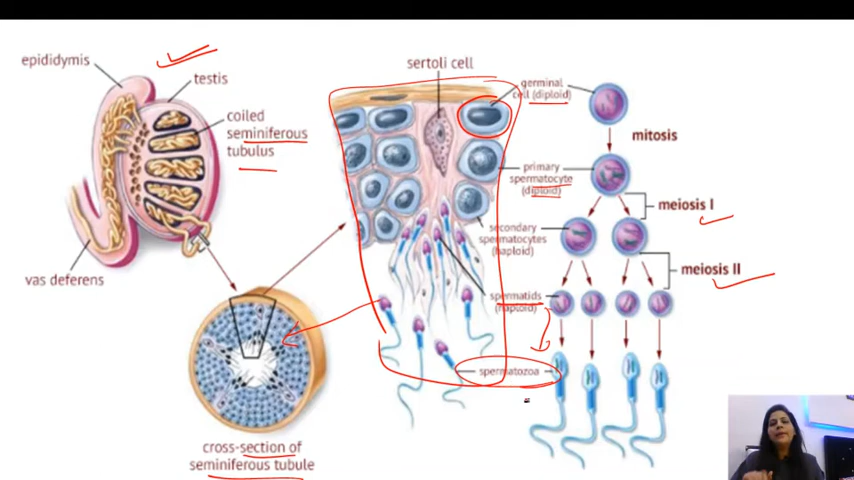 epididymis
testis
coiled
seminiferous
tubulus
vas deferens
cross-section of
seminiferous tubule
sertoli cell
germinal
cell (diploid)
primary
spermatocyte
(diploid)
secondary
spermatocytes
(haploid)
spermatids
(haploid)
spermatozoa
mitosis
meiosis I
meiosis II